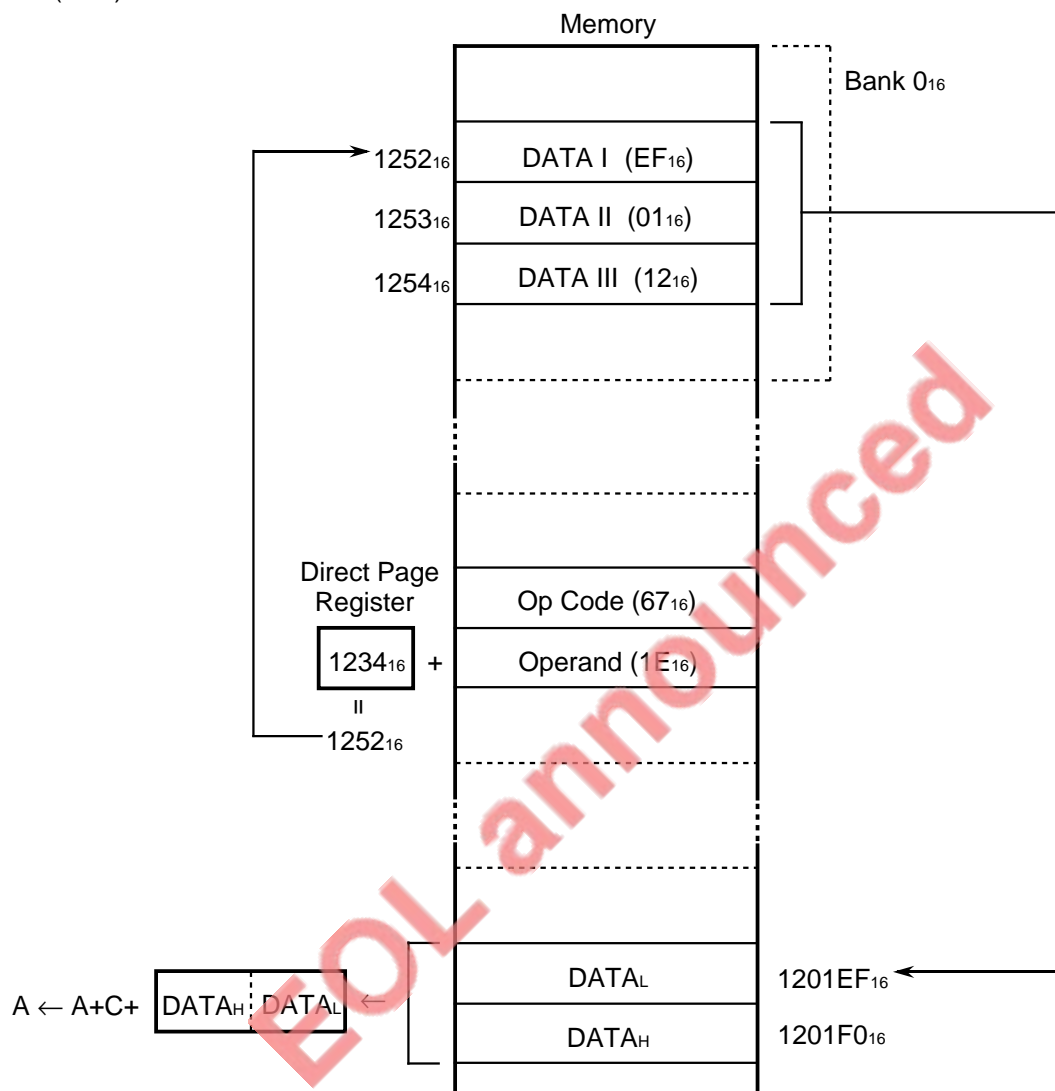 Memory
Bank 0₁₆
1252₁₆ DATA I (EF₁₆)
1253₁₆ DATA II (01₁₆)
1254₁₆ DATA III (12₁₆)
Direct Page
Register
Op Code (67₁₆)
1234₁₆ + Operand (1E₁₆)
=
1252₁₆
DATAL 1201EF₁₆
A ← A+C+ DATAH DATAL ←
DATAH 1201F0₁₆
EOL announced